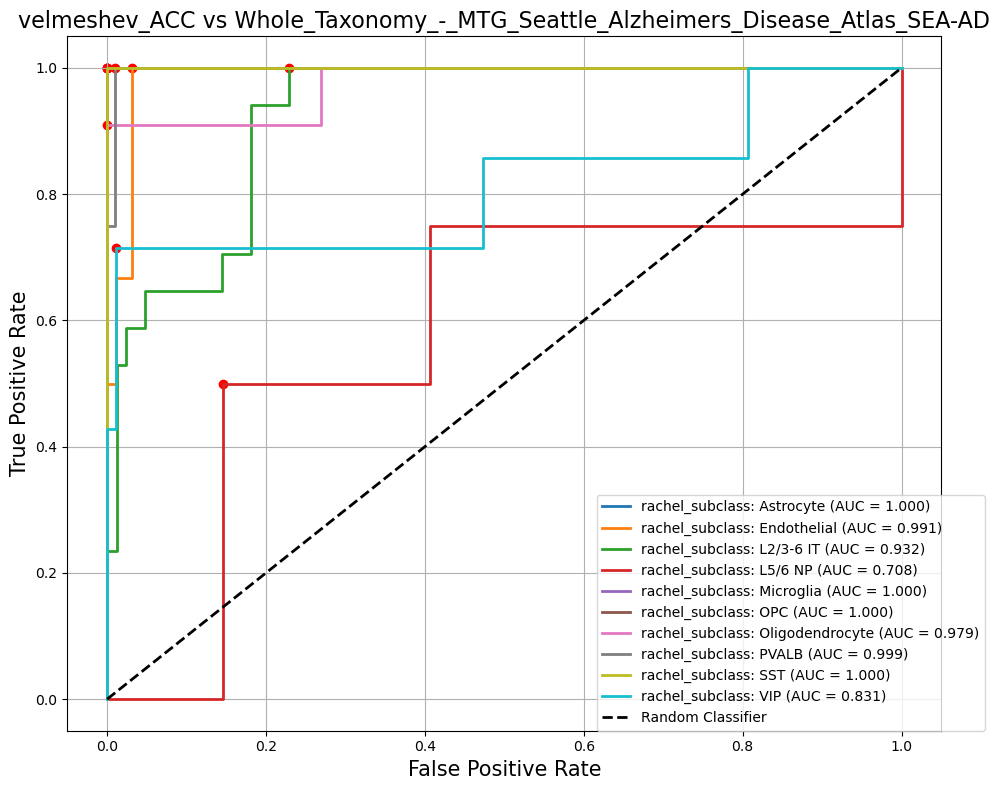 velmeshev_ACC vs Whole_Taxonomy_-_MTG_Seattle_Alzheimers_Disease_Atlas_SEA-AD
True Positive Rate
1.0
0.8
0.6
0.4
0.2
0.0
0.0 0.2 0.4 0.6 0.8 1.0
False Positive Rate
rachel_subclass: Astrocyte (AUC = 1.000)
rachel_subclass: Endothelial (AUC = 0.991)
rachel_subclass: L2/3-6 IT (AUC = 0.932)
rachel_subclass: L5/6 NP (AUC = 0.708)
rachel_subclass: Microglia (AUC = 1.000)
rachel_subclass: OPC (AUC = 1.000)
rachel_subclass: Oligodendrocyte (AUC = 0.979)
rachel_subclass: PVALB (AUC = 0.999)
rachel_subclass: SST (AUC = 1.000)
rachel_subclass: VIP (AUC = 0.831)
Random Classifier